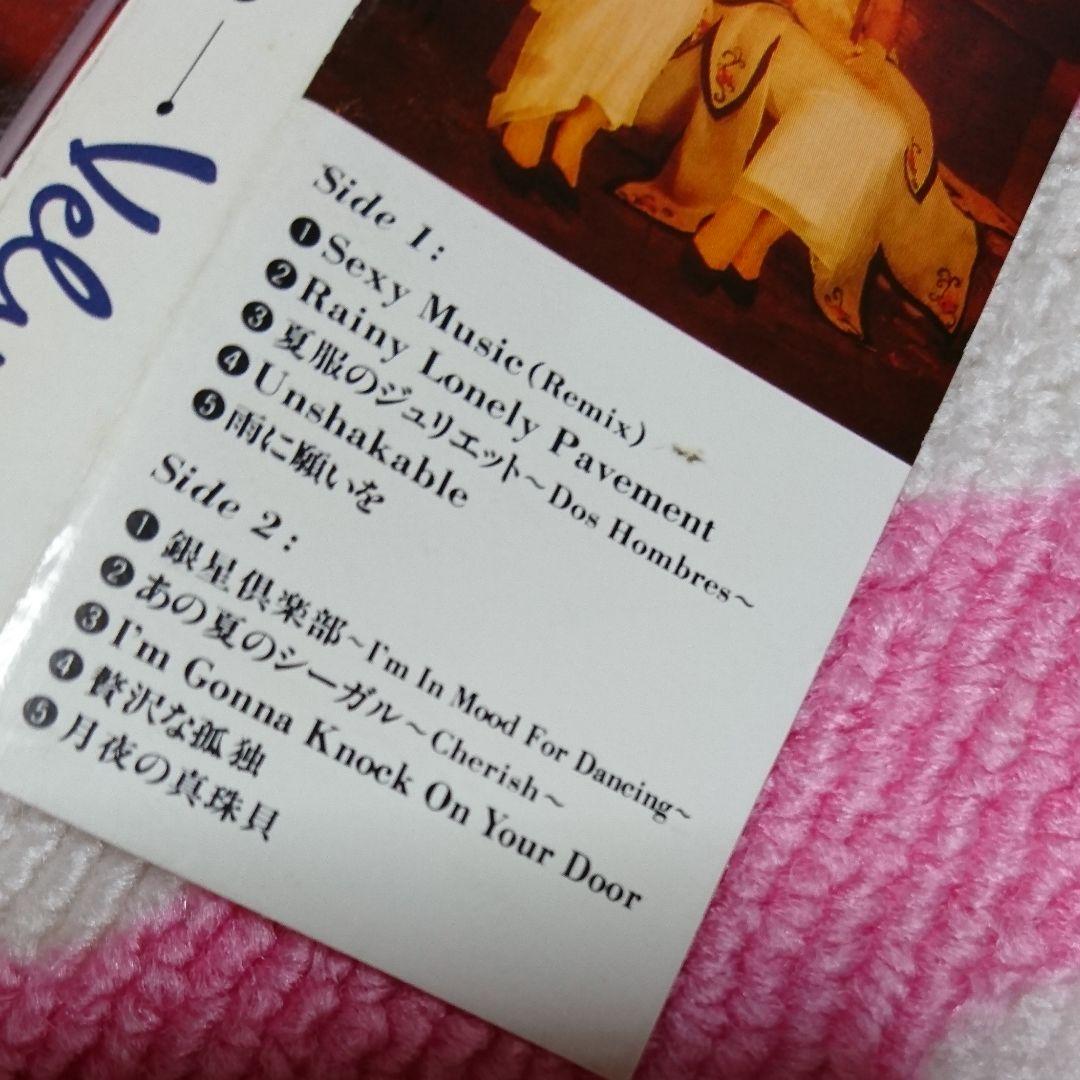 Side 1:
❶Sexy Music(Remix)
❷Rainy Lonely Pavement
❸夏服のジュリエット~Dos Hombres~
❹Unshakable
❺雨に願いを
Side 2:
❶銀星倶楽部~I'm In Mood For Dancing~
❷あの夏のシーガル~Cherish~
❸I'm Gonna Knock On Your Door
❹贅沢な孤独
❺月夜の真珠貝